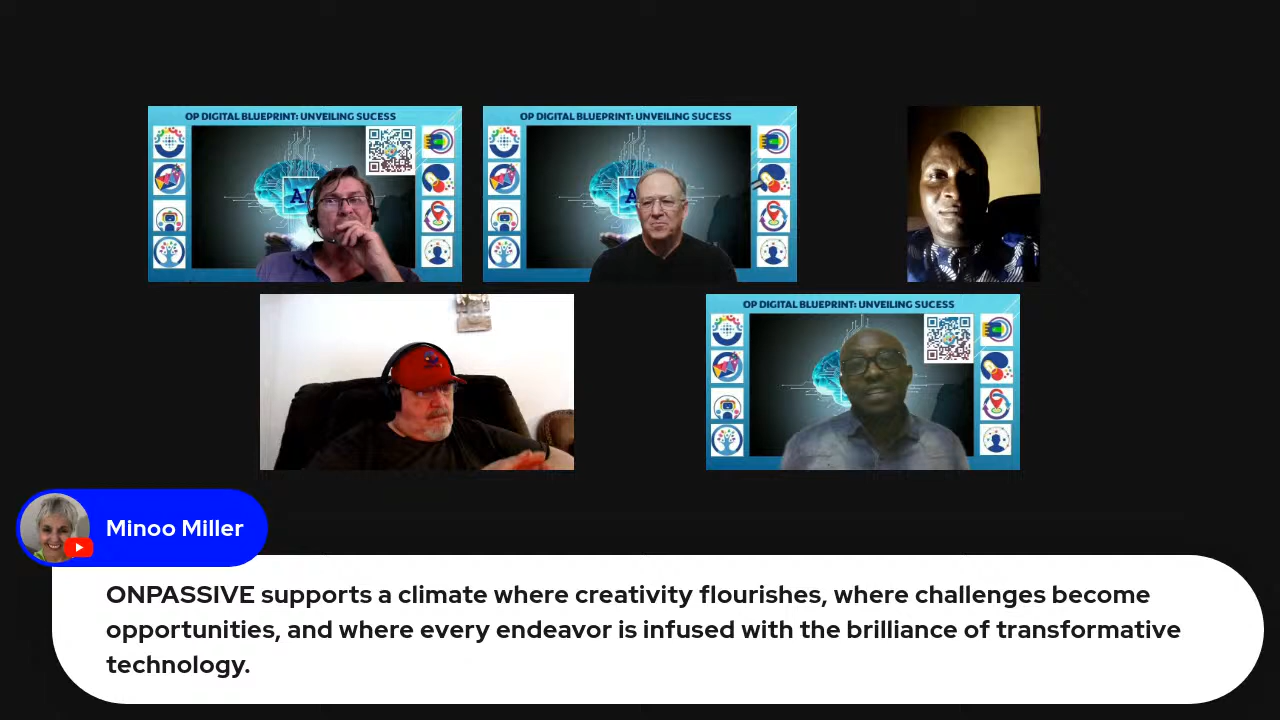 OP DIGITAL BLUEPRINT: UNVEILING SUCESS
OP DIGITAL BLUEPRINT: UNVEILING SUCESS
OP DIGITAL BLUEPRINT: UNVEILING SUCESS
Minoo Miller
ONPASSIVE supports a climate where creativity flourishes, where challenges become
opportunities, and where every endeavor is infused with the brilliance of transformative
technology.